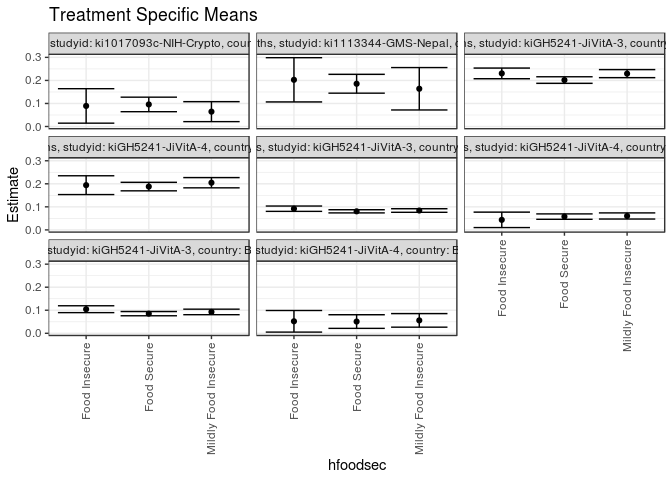 Treatment Specific Means
studyid: ki1017093c-NIH-Crypto, cour
ths, studyid: ki1113344-GMS-Nepal, c
ns, studyid: kiGH5241-JiVitA-3, country
0.3
0.2
0.1
0.0
ns, studyid: kiGH5241-JiVitA-4, country
hs, studyid: kiGH5241-JiVitA-3, country
s, studyid: kiGH5241-JiVitA-4, country
0.3
0.2
0.1
0.0
studyid: kiGH5241-JiVitA-3, country: B
studyid: kiGH5241-JiVitA-4, country: B
0.3
0.2
0.1
0.0
Estimate
Food Insecure
Food Secure
Mildly Food Insecure
Food Insecure
Food Secure
Mildly Food Insecure
Food Insecure
Food Secure
Mildly Food Insecure
hfoodsec